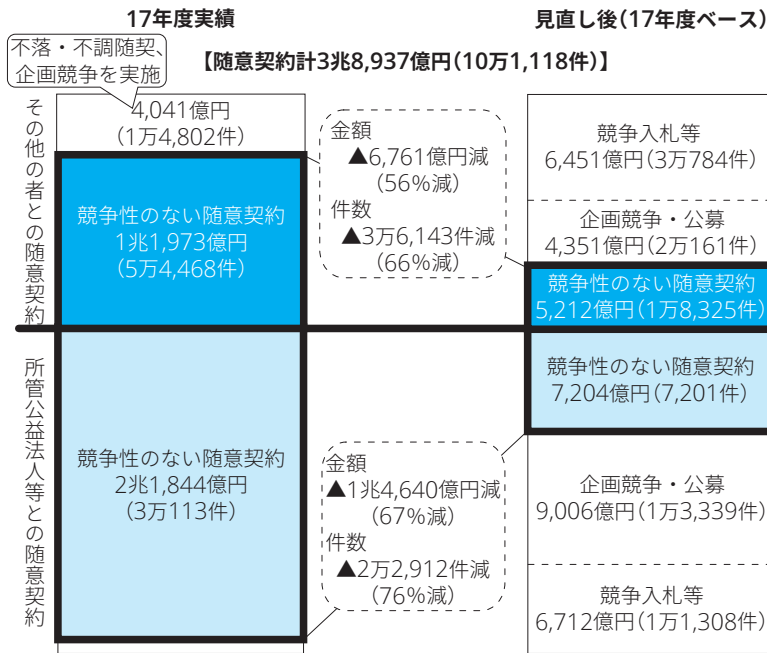 17年度実績
見直し後(17年度ベース)
不落・不調随契、
企画競争を実施
【随意契約計3兆8,937億円(10万1,118件)】
その他の者との随意契約
4,041億円
(1万4,802件)
競争性のない随意契約
1兆1,973億円
(5万4,468件)
金額
▲6,761億円減
(56%減)
件数
▲3万6,143件減
(66%減)
競争入札等
6,451億円(3万784件)
企画競争・公募
4,351億円(2万161件)
競争性のない随意契約
5,212億円(1万8,325件)
所管公益法人等との随意契約
競争性のない随意契約
2兆1,844億円
(3万113件)
金額
▲1兆4,640億円減
(67%減)
件数
▲2万2,912件減
(76%減)
競争性のない随意契約
7,204億円(7,201件)
企画競争・公募
9,006億円(1万3,339件)
競争入札等
6,712億円(1万1,308件)